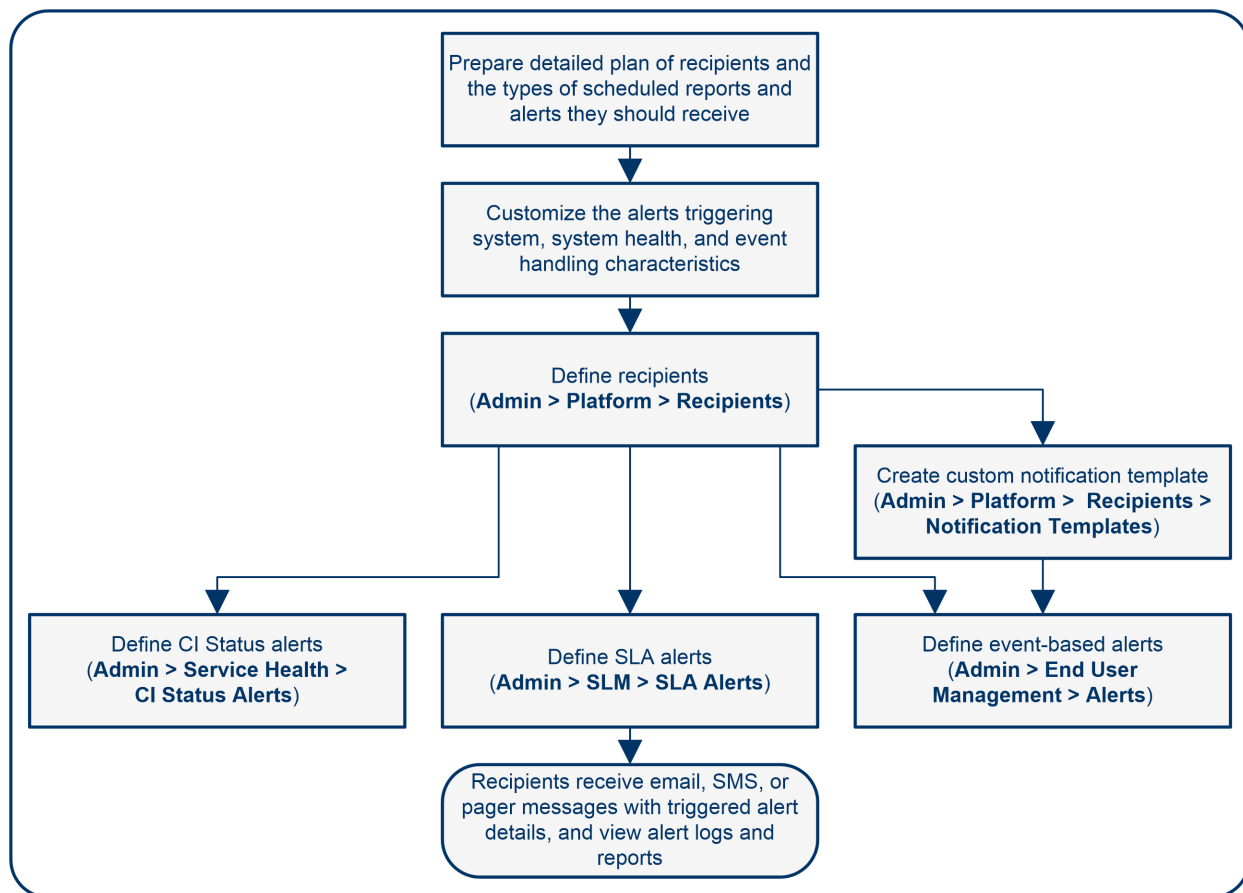 Prepare detailed plan of recipients and
the types of scheduled reports and
alerts they should receive
Customize the alerts triggering
system, system health, and event
handling characteristics
Define recipients
(Admin > Platform > Recipients)
Create custom notification template
(Admin > Platform >  Recipients >
Notification Templates)
Define CI Status alerts
(Admin > Service Health >
CI Status Alerts)
Define SLA alerts
(Admin > SLM > SLA Alerts)
Define event-based alerts
(Admin > End User
Management > Alerts)
Recipients receive email, SMS, or
pager messages with triggered alert
details, and view alert logs and
reports